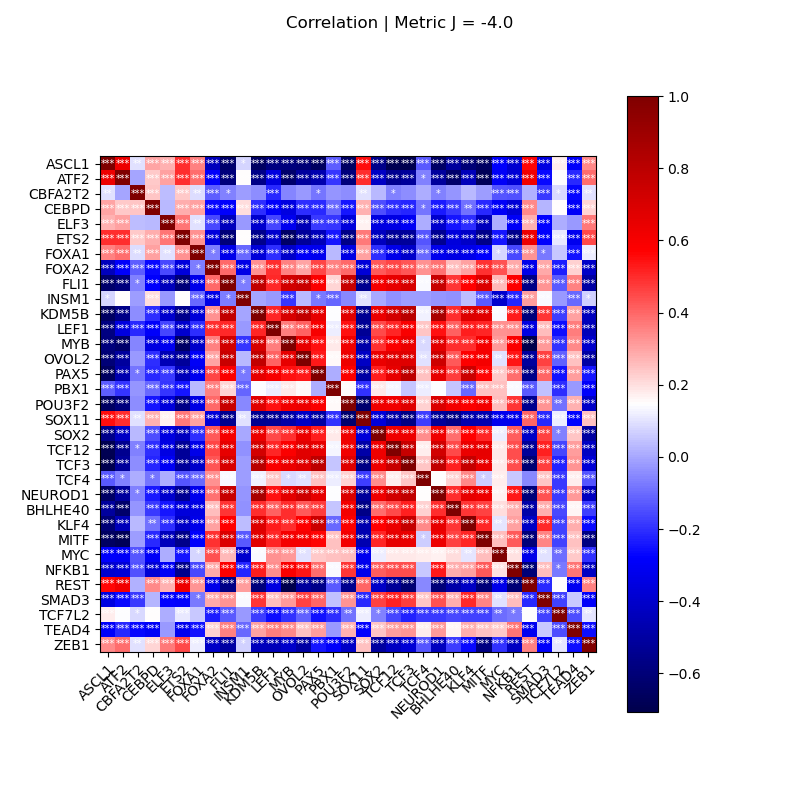 Correlation | Metric J = -4.0
ASCL1
ATF2
CBFA2T2
CEBPD
ELF3
ETS2
FOXA1
FOXA2
FLI1
INSM1
KDM5B
LEF1
MYB
OVOL2
PAX5
PBX1
POU3F2
SOX11
SOX2
TCF12
TCF3
TCF4
NEUROD1
BHLHE40
KLF4
MITF
MYC
NFKB1
REST
SMAD3
TCF7L2
TEAD4
ZEB1
ASCL1
ATF2
CBFA2T2
CEBPD
ELF3
ETS2
FOXA1
FOXA2
FLI1
INSM1
KDM5B
LEF1
MYB
OVOL2
PAX5
PBX1
POU3F2
SOX11
SOX2
TCF12
TCF3
TCF4
NEUROD1
BHLHE40
KLF4
MITF
MYC
NFKB1
REST
SMAD3
TCF7L2
TEAD4
ZEB1
1.0
0.8
0.6
0.4
0.2
0.0
−0.2
−0.4
−0.6